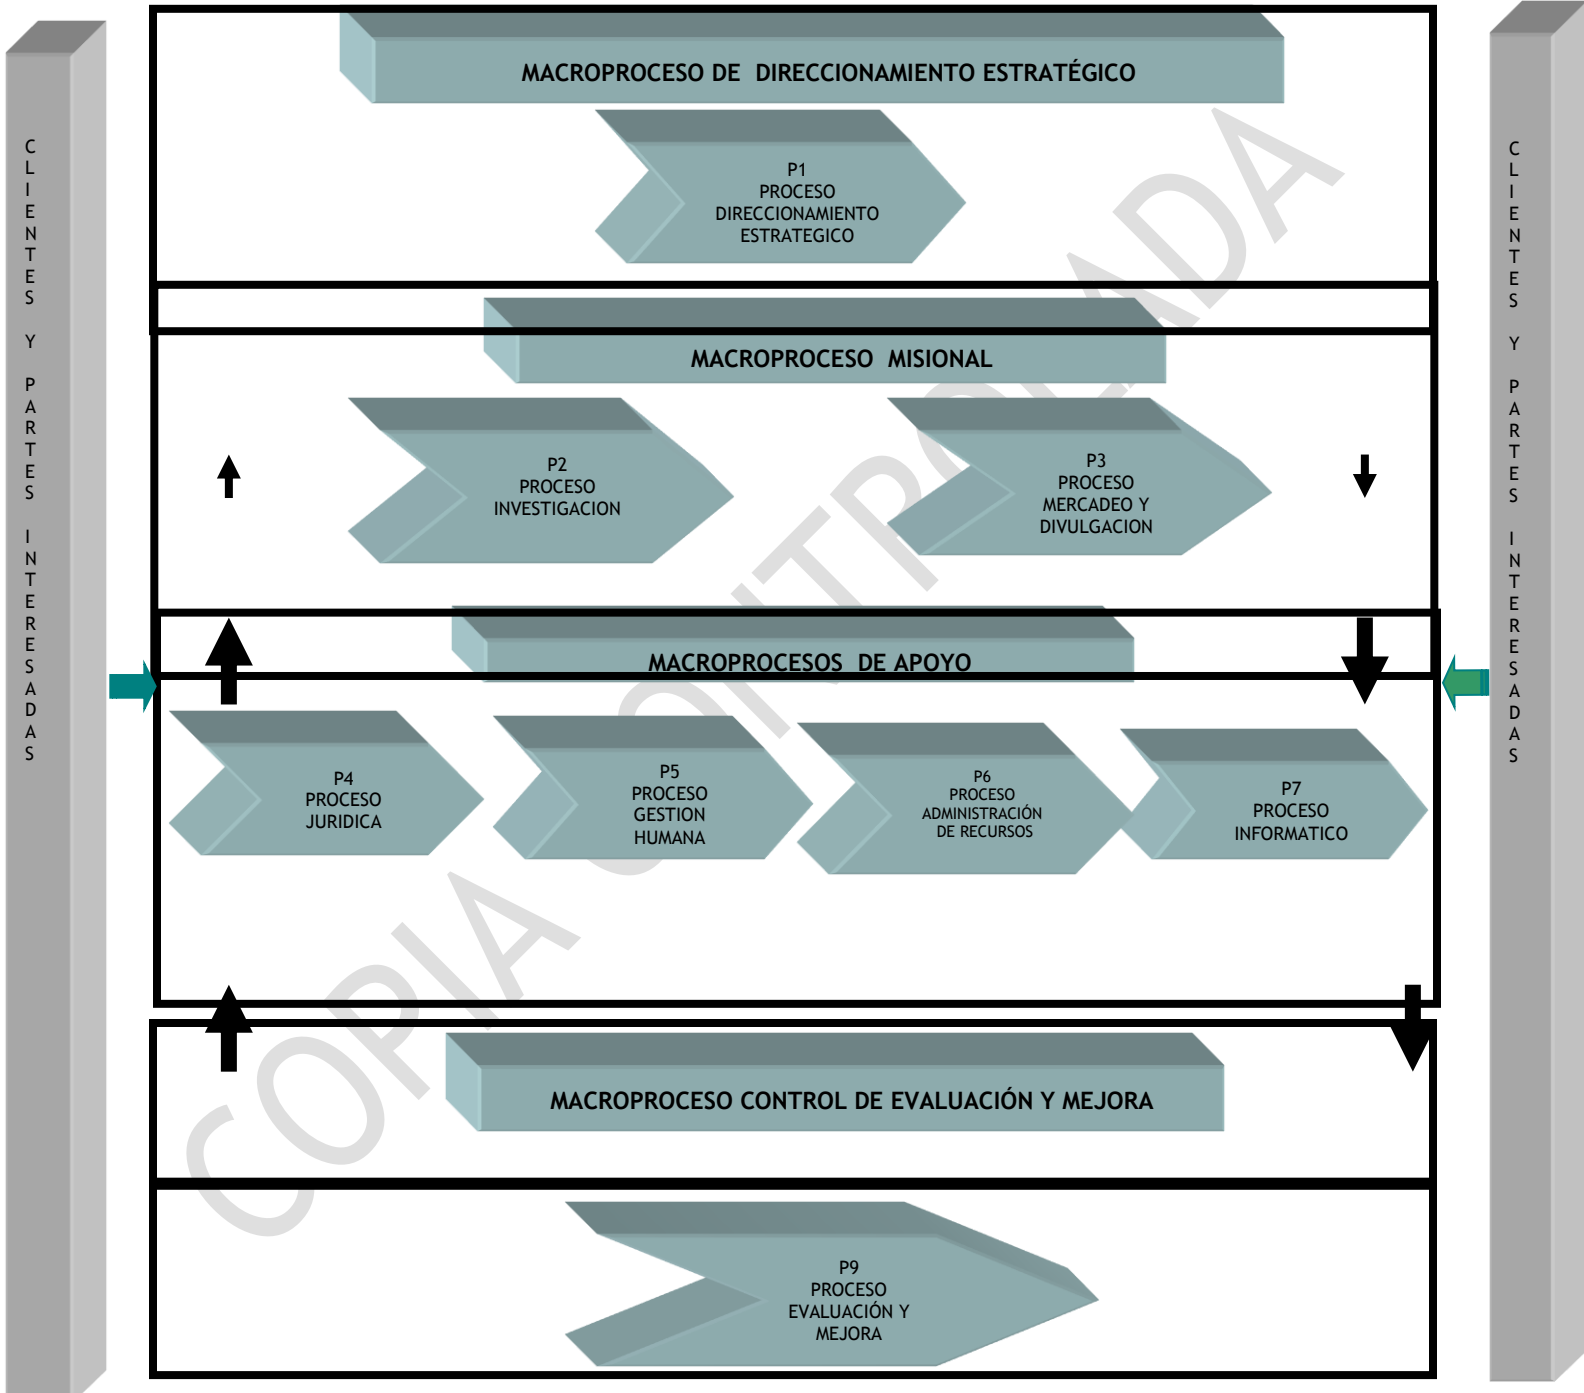 MACROPROCESO DE DIRECCIONAMIENTO ESTRATÉGICO
P1
PROCESO
DIRECCIONAMIENTO
ESTRATEGICO
CLIENTES Y PARTES INTERESADAS
CLIENTES Y PARTES INTERESADAS
MACROPROCESO MISIONAL
P2
PROCESO
INVESTIGACION
P3
PROCESO
MERCADEO Y
DIVULGACION
MACROPROCESOS DE APOYO
P4
PROCESO
JURIDICA
P5
PROCESO
GESTION
HUMANA
P6
PROCESO
ADMINISTRACIÓN
DE RECURSOS
P7
PROCESO
INFORMATICO
MACROPROCESO CONTROL DE EVALUACIÓN Y MEJORA
P9
PROCESO
EVALUACIÓN Y
MEJORA
COPIA CONTROLADA